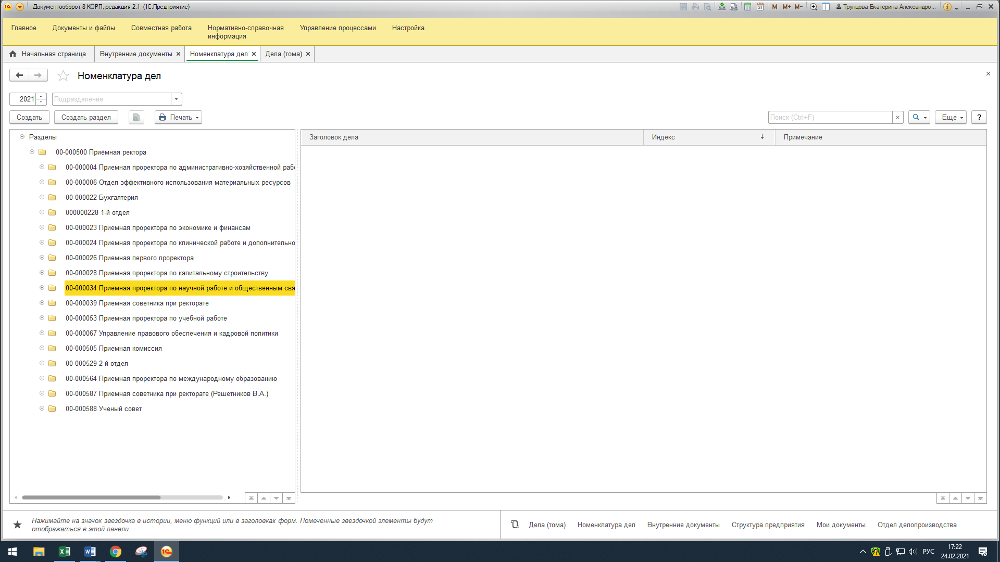 Документооборот 8 КОРП, редакция 2.1 (1С:Предприятие)
M M+ M- Трунцова Екатерина Александро...
Главное Документы и файлы Совместная работа Нормативно-справочная информация Управление процессами Настройка
Начальная страница Внутренние документы × Номенклатура дел × Дела (тома) ×
Номенклатура дел
2021 Подразделение
Создать Создать раздел Печать Поиск (Ctrl+F) × Еще ?
Разделы
Заголовок дела Индекс ↓ Примечание
00-000500 Приёмная ректора
00-000004 Приемная проректора по административно-хозяйственной рабо
00-000006 Отдел эффективного использования материальных ресурсов
00-000022 Бухгалтерия
000000228 1-й отдел
00-000023 Приемная проректора по экономике и финансам
00-000024 Приемная проректора по клинической работе и дополнительно
00-000026 Приемная первого проректора
00-000028 Приемная проректора по капитальному строительству
00-000034 Приемная проректора по научной работе и общественным свя
00-000039 Приемная советника при ректорате
00-000053 Приемная проректора по учебной работе
00-000067 Управление правового обеспечения и кадровой политики
00-000505 Приемная комиссия
00-000529 2-й отдел
00-000564 Приемная проректора по международному образованию
00-000587 Приемная советника при ректорате (Решетников В.А.)
00-000588 Ученый совет
Нажимайте на значок звездочка в истории, меню функций или в заголовках форм. Помеченные звездочкой элементы будут
отображаться в этой панели.
Дела (тома) Номенклатура дел Внутренние документы Структура предприятия Мои документы Отдел делопроизводства
РУС
17:22
24.02.2021